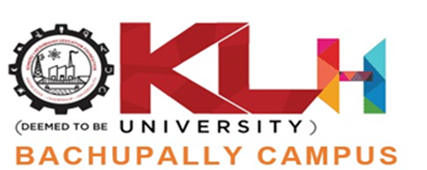 KLH
(DEEMED TO BE UNIVERSITY)
BACHUPALLY CAMPUS